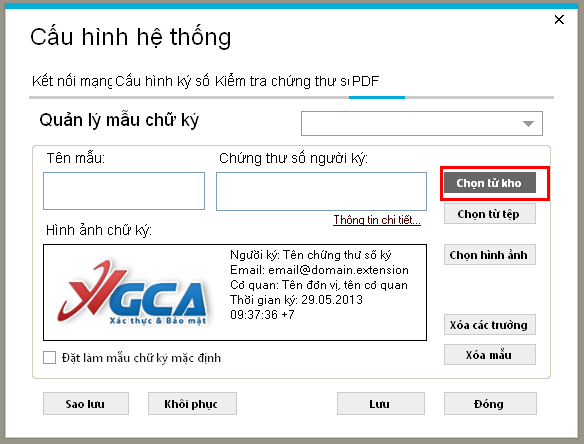 Cấu hình hệ thống
Kết nối mạng Cấu hình ký số Kiểm tra chứng thư số PDF
Quản lý mẫu chữ ký
Tên mẫu: Chứng thư số người ký:
Chọn từ kho
Chọn từ tệp
Thông tin chi tiết...
Hình ảnh chữ ký:
Chọn hình ảnh
VGCA
Xác thực & Bảo mật
Người ký: Tên chứng thư số ký
Email: email@domain.extension
Cơ quan: Tên đơn vị, tên cơ quan
Thời gian ký: 29.05.2013
09:37:36 +7
Xóa các trường
Xóa mẫu
Đặt làm mẫu chữ ký mặc định
Sao lưu Khôi phục Lưu Đóng